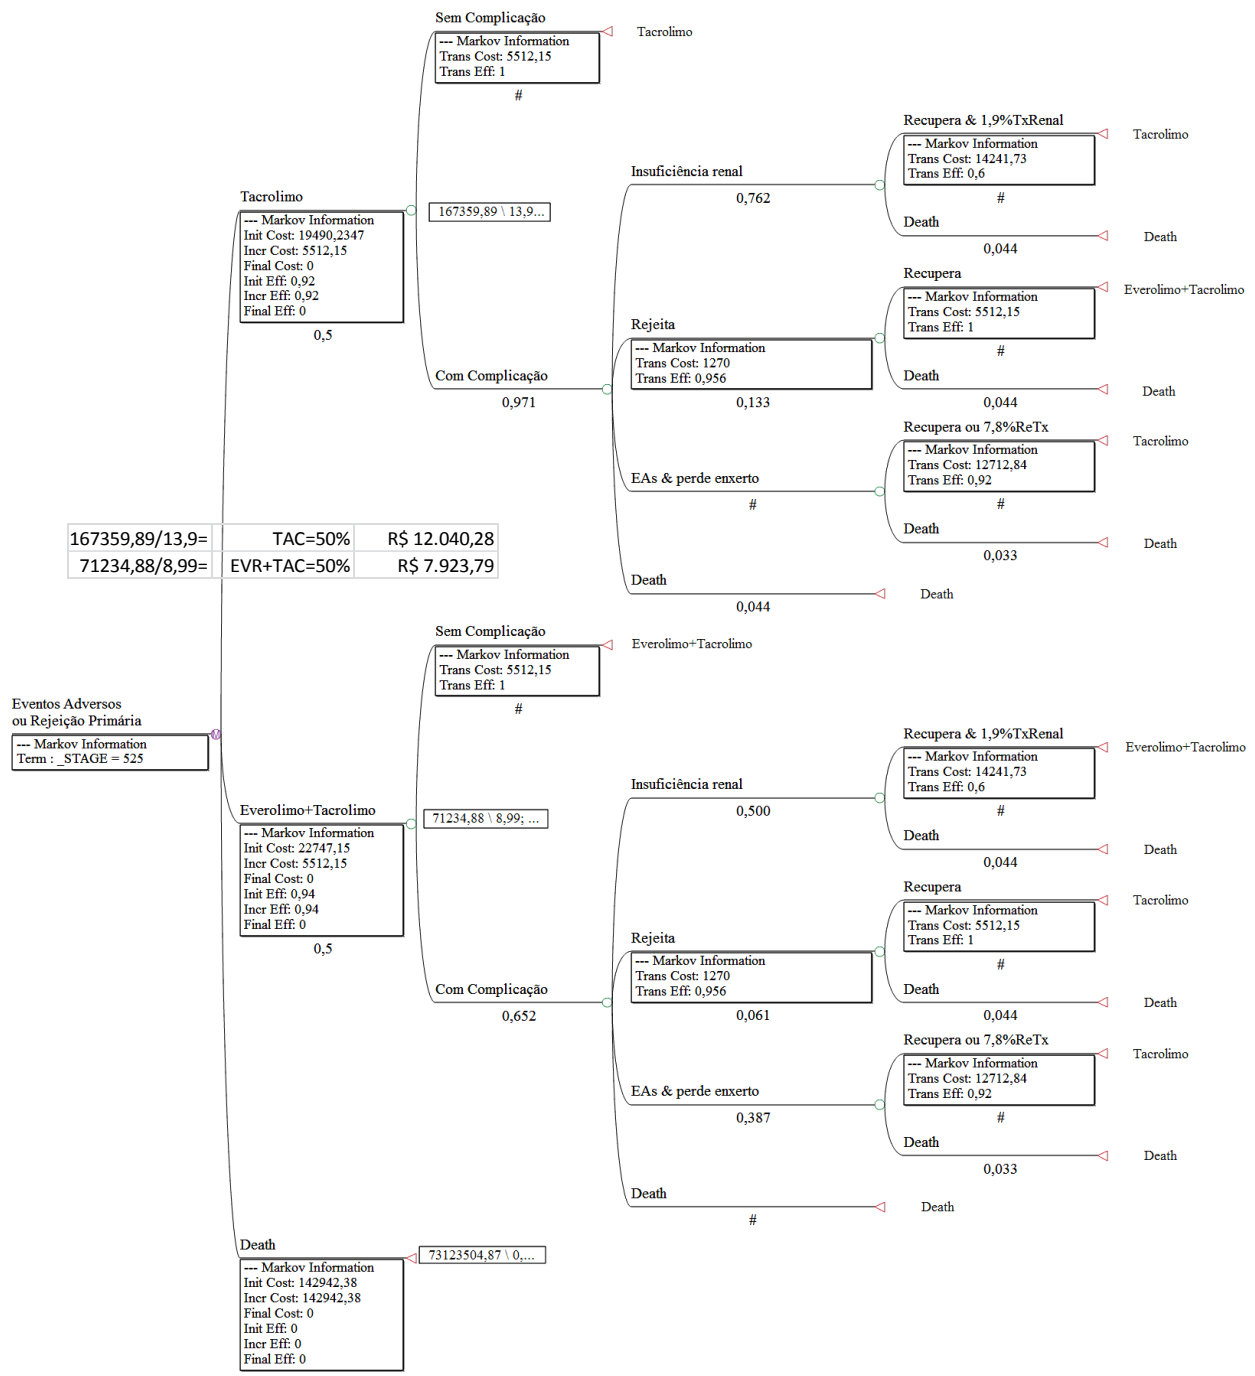 Sem Complicação
--- Markov Information
Trans Cost: 5512,15
Trans Eff: 1
#
Tacrolimo
Tacrolimo
--- Markov Information
Init Cost: 19490,2347
Incr Cost: 5512,15
Final Cost: 0
Init Eff: 0,92
Incr Eff: 0,92
Final Eff: 0
0,5
167359,89 \ 13,9...
Com Complicação
0,971
Insuficiência renal
0,762
Recupera & 1,9%TxRenal
--- Markov Information
Trans Cost: 14241,73
Trans Eff: 0,6
#
Tacrolimo
Death
0,044
Death
Rejeita
--- Markov Information
Trans Cost: 1270
Trans Eff: 0,956
0,133
Recupera
--- Markov Information
Trans Cost: 5512,15
Trans Eff: 1
#
Everolimo+Tacrolimo
Death
0,044
Death
EAs & perde enxerto
#
Recupera ou 7,8%ReTx
--- Markov Information
Trans Cost: 12712,84
Trans Eff: 0,92
#
Tacrolimo
Death
0,033
Death
Death
0,044
Death
167359,89/13,9= TAC=50% R$ 12.040,28
71234,88/8,99= EVR+TAC=50% R$ 7.923,79
Eventos Adversos
ou Rejeição Primária
--- Markov Information
Term : _STAGE = 525
Sem Complicação
--- Markov Information
Trans Cost: 5512,15
Trans Eff: 1
#
Everolimo+Tacrolimo
Everolimo+Tacrolimo
--- Markov Information
Init Cost: 22747,15
Incr Cost: 5512,15
Final Cost: 0
Init Eff: 0,94
Incr Eff: 0,94
Final Eff: 0
0,5
71234,88 \ 8,99; ...
Com Complicação
0,652
Insuficiência renal
0,500
Recupera & 1,9%TxRenal
--- Markov Information
Trans Cost: 14241,73
Trans Eff: 0,6
#
Everolimo+Tacrolimo
Death
0,044
Death
Rejeita
--- Markov Information
Trans Cost: 1270
Trans Eff: 0,956
0,061
Recupera
--- Markov Information
Trans Cost: 5512,15
Trans Eff: 1
#
Tacrolimo
Death
0,044
Death
EAs & perde enxerto
0,387
Recupera ou 7,8%ReTx
--- Markov Information
Trans Cost: 12712,84
Trans Eff: 0,92
#
Tacrolimo
Death
0,033
Death
Death
#
Death
Death
--- Markov Information
Init Cost: 142942,38
Incr Cost: 142942,38
Final Cost: 0
Init Eff: 0
Incr Eff: 0
Final Eff: 0
73123504,87 \ 0,...